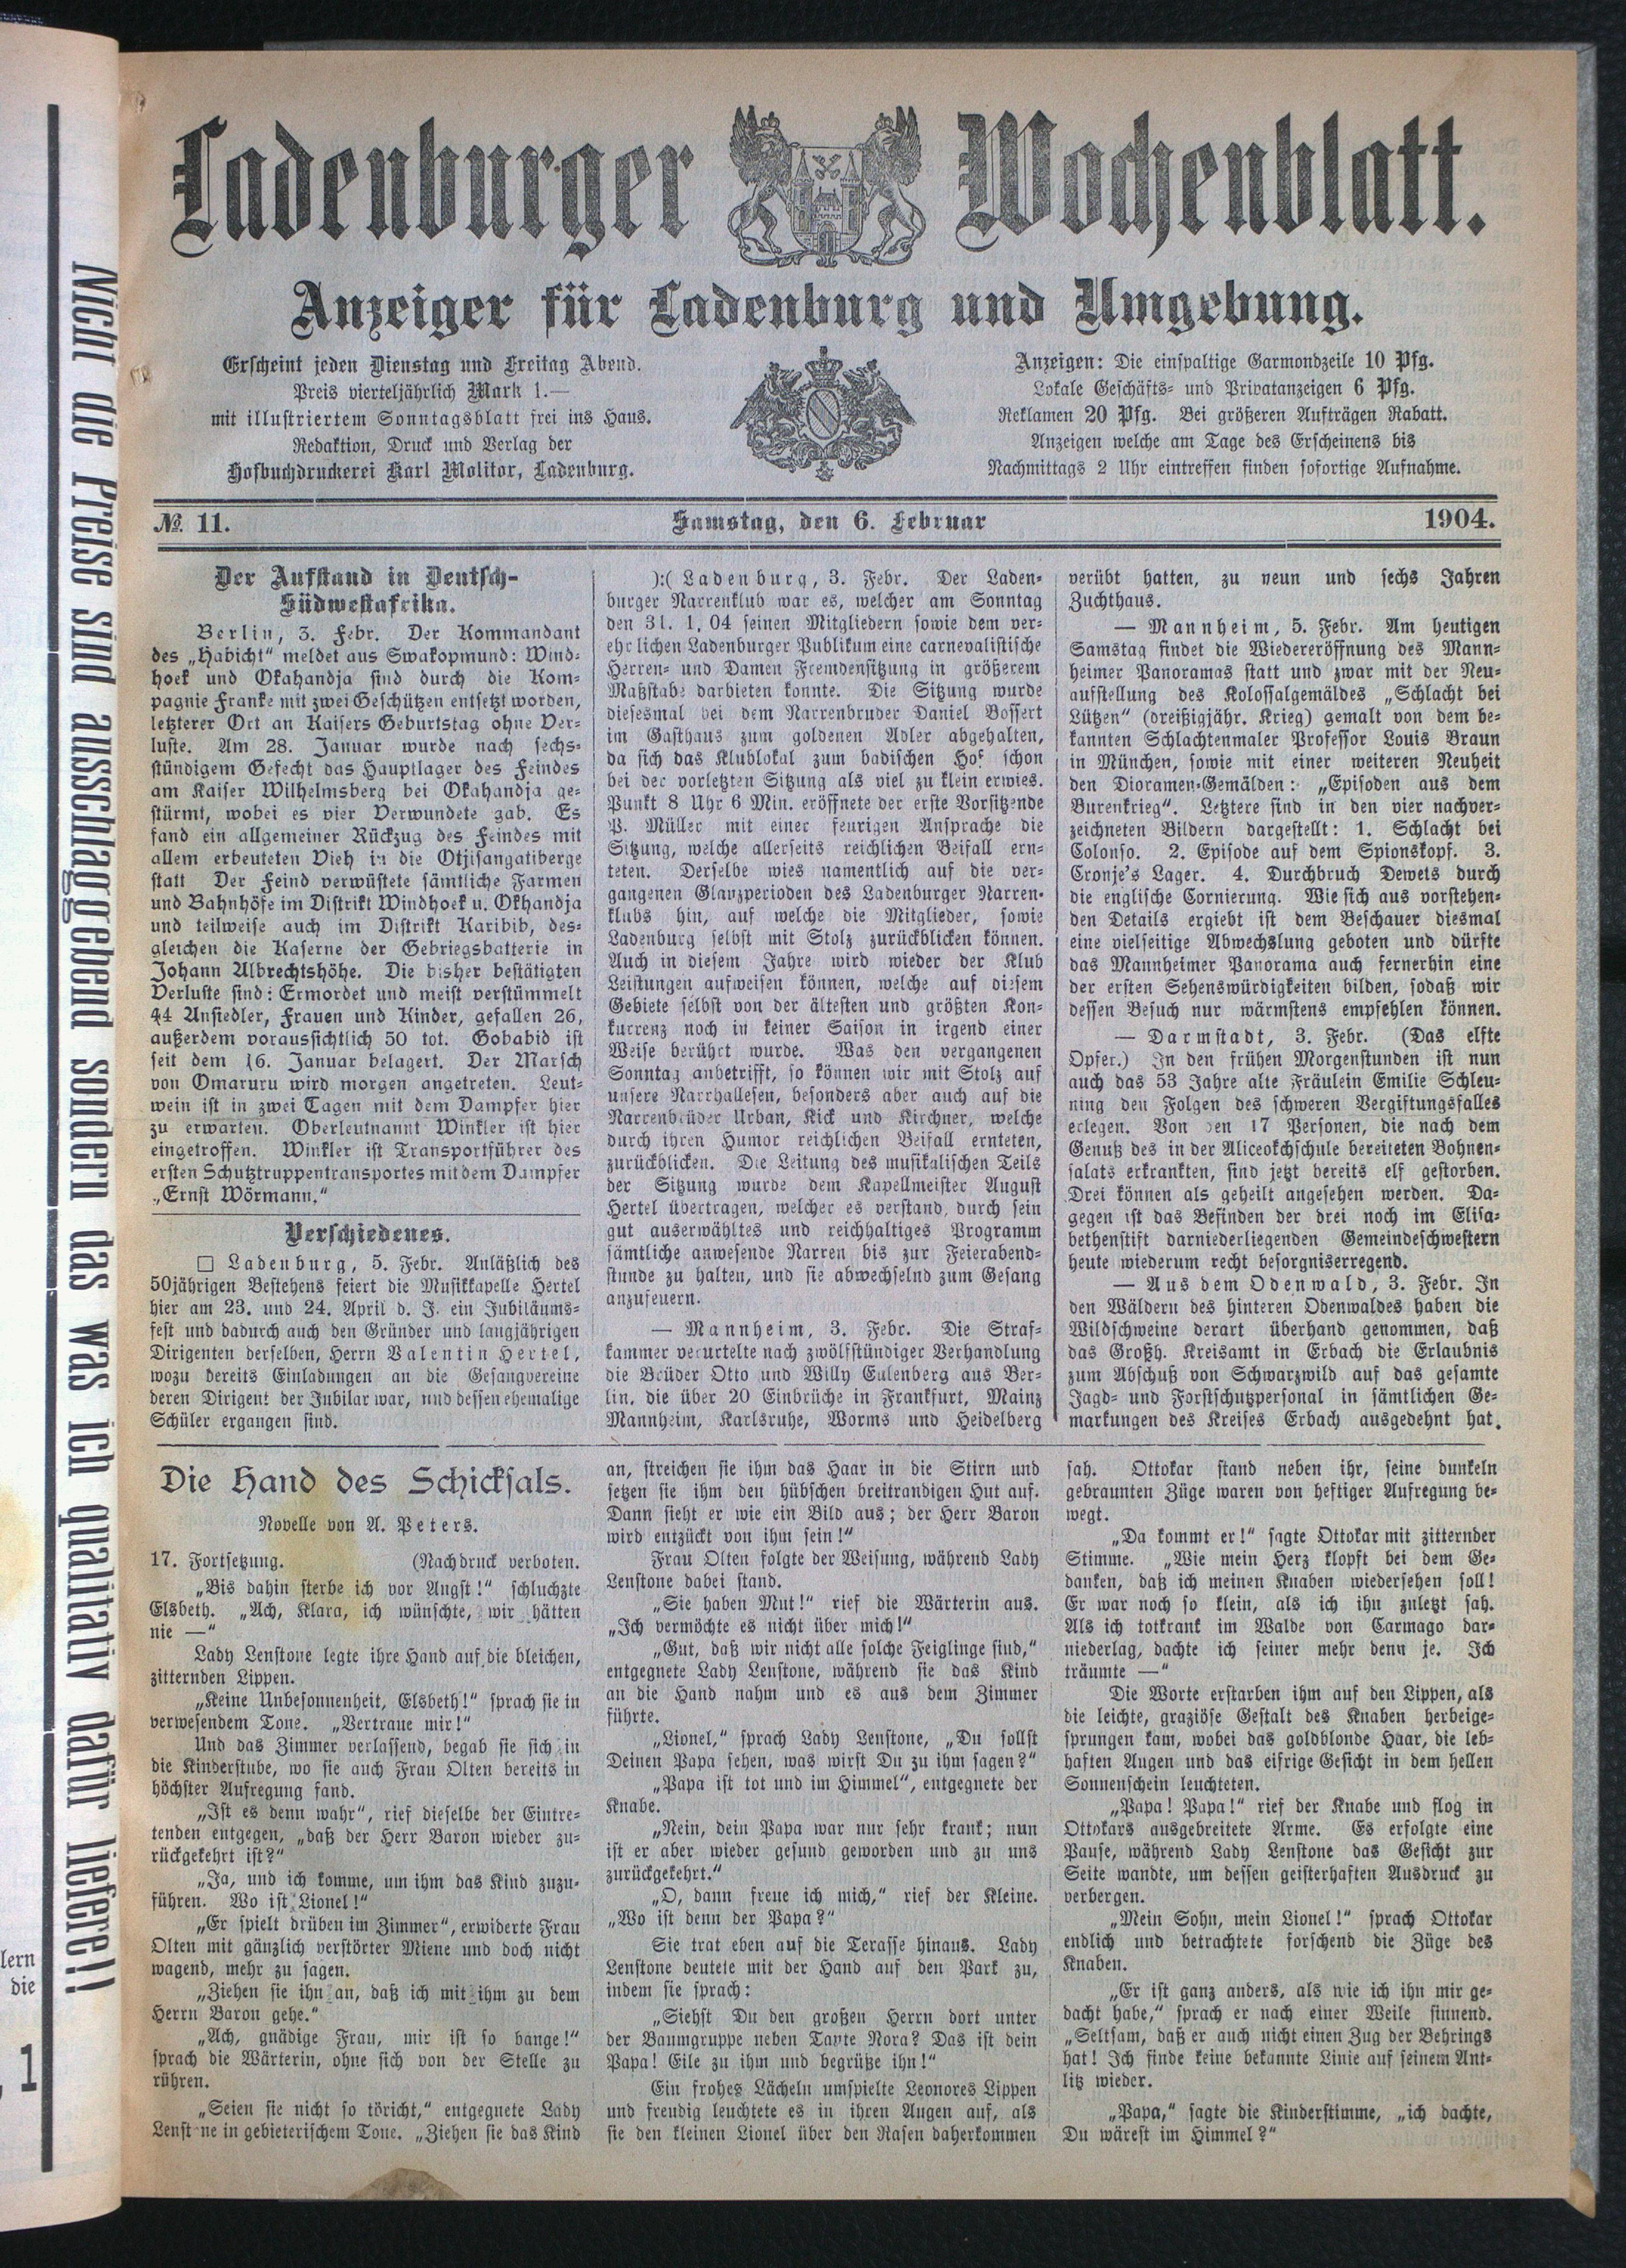 Nicht die Preise sind ausschlaggebend sondern das was ich qualitativ dafür liefere!!
lern
die
, 1
Ladenburger Wochenblatt.
Anzeiger für Ladenburg und Umgebung.
Erscheint jeden Dienstag und Freitag Abend.
Preis vierteljährlich Mark 1.—
mit illustriertem Sonntagsblatt frei ins Haus.
Redaktion, Druck und Verlag der
Hofbuchdruckerei Karl Molitor, Ladenburg.
Anzeigen: Die einspaltige Garmondzeile 10 Pfg.
Lokale Geschäfts- und Privatanzeigen 6 Pfg.
Reklamen 20 Pfg. Bei größeren Aufträgen Rabatt.
Anzeigen welche am Tage des Erscheinens bis
Nachmittags 2 Uhr eintreffen finden sofortige Aufnahme.
№ 11. Samstag, den 6. Februar 1904.
Der Aufstand in Deutsch-
Südwestafrika.
Berlin, 3. Febr. Der Kommandant
des „Habicht“ meldet aus Swakopmund: Wind-
hoek und Okahandja sind durch die Kom-
pagnie Franke mit zwei Geschützen entsetzt worden,
letzterer Ort an Kaisers Geburtstag ohne Ver-
luste. Am 28. Januar wurde nach sechs-
stündigem Gefecht das Hauptlager des Feindes
am Kaiser Wilhelmsberg bei Okahandja ge-
stürmt, wobei es vier Verwundete gab. Es
fand ein allgemeiner Rückzug des Feindes mit
allem erbeuteten Vieh in die Otjisangatiberge
statt Der Feind verwüstete sämtliche Farmen
und Bahnhöfe im Distrikt Windhoek u. Okhandja
und teilweise auch im Distrikt Karibib, des-
gleichen die Kaserne der Gebriegsbatterie in
Johann Albrechtshöhe. Die bisher bestätigten
Verluste sind: Ermordet und meist verstümmelt
44 Ansiedler, Frauen und Kinder, gefallen 26,
außerdem voraussichtlich 50 tot. Gobabid ist
seit dem 16. Januar belagert. Der Marsch
von Omaruru wird morgen angetreten. Leut-
wein ist in zwei Tagen mit dem Dampfer hier
zu erwarten. Oberleutnannt Winkler ist hier
eingetroffen. Winkler ist Transportführer des
ersten Schutztruppentransportes mit dem Dampfer
„Ernst Wörmann.“
Verschiedenes.
□ Ladenburg, 5. Febr. Anläßlich des
50jährigen Bestehens feiert die Musikkapelle Hertel
hier am 23. und 24. April d. J. ein Jubiläums-
fest und dadurch auch den Gründer und langjährigen
Dirigenten derselben, Herrn Valentin Hertel,
wozu bereits Einladungen an die Gesangvereine
deren Dirigent der Jubilar war, und dessen ehemalige
Schüler ergangen sind.
):( Ladenburg, 3. Febr. Der Laden-
burger Narrenklub war es, welcher am Sonntag
den 31. 1. 04 seinen Mitgliedern sowie dem ver-
ehrlichen Ladenburger Publikum eine carnevalistische
Herren- und Damen Fremdensitzung in größerem
Maßstabe darbieten konnte. Die Sitzung wurde
diesesmal bei dem Narrenbruder Daniel Bossert
im Gasthaus zum goldenen Adler abgehalten,
da sich das Klublokal zum badischen Hof schon
bei der vorletzten Sitzung als viel zu klein erwies.
Punkt 8 Uhr 6 Min. eröffnete der erste Vorsitzende
P. Müller mit einer feurigen Ansprache die
Sitzung, welche allerseits reichlichen Beifall ern-
teten. Derselbe wies namentlich auf die ver-
gangenen Glanzperioden des Ladenburger Narren-
klubs hin, auf welche die Mitglieder, sowie
Ladenburg selbst mit Stolz zurückblicken können.
Auch in diesem Jahre wird wieder der Klub
Leistungen aufweisen können, welche auf diesem
Gebiete selbst von der ältesten und größten Kon-
kurrenz noch in keiner Saison in irgend einer
Weise berührt wurde. Was den vergangenen
Sonntag anbetrifft, so können wir mit Stolz auf
unsere Narrhallesen, besonders aber auch auf die
Narrenbrüder Urban, Kick und Kirchner, welche
durch ihren Humor reichlichen Beifall ernteten,
zurückblicken. Die Leitung des musikalischen Teils
der Sitzung wurde dem Kapellmeister August
Hertel übertragen, welcher es verstand, durch sein
gut auserwähltes und reichhaltiges Programm
sämtliche anwesende Narren bis zur Feierabend-
stunde zu halten, und sie abwechselnd zum Gesang
anzufeuern.
— Mannheim, 3. Febr. Die Straf-
kammer verurtelte nach zwölfstündiger Verhandlung
die Brüder Otto und Willy Eulenberg aus Ber-
lin, die über 20 Einbrüche in Frankfurt, Mainz
Mannheim, Karlsruhe, Worms und Heidelberg
verübt hatten, zu neun und sechs Jahren
Zuchthaus.
— Mannheim, 5. Febr. Am heutigen
Samstag findet die Wiedereröffnung des Mann-
heimer Panoramas statt und zwar mit der Neu-
aufstellung des Kolossalgemäldes „Schlacht bei
Lützen“ (dreißigjähr. Krieg) gemalt von dem be-
kannten Schlachtenmaler Professor Louis Braun
in München, sowie mit einer weiteren Neuheit
den Dioramen-Gemälden: „Episoden aus dem
Burenkrieg“. Letztere sind in den vier nachver-
zeichneten Bildern dargestellt: 1. Schlacht bei
Colonso. 2. Episode auf dem Spionskopf. 3.
Cronje's Lager. 4. Durchbruch Dewets durch
die englische Cornierung. Wie sich aus vorstehen-
den Details ergiebt ist dem Beschauer diesmal
eine vielseitige Abwechslung geboten und dürfte
das Mannheimer Panorama auch fernerhin eine
der ersten Sehenswürdigkeiten bilden, sodaß wir
dessen Besuch nur wärmstens empfehlen können.
— Darmstadt, 3. Febr. (Das elfte
Opfer.) In den frühen Morgenstunden ist nun
auch das 53 Jahre alte Fräulein Emilie Schleu-
ning den Folgen des schweren Vergiftungsfalles
erlegen. Von den 17 Personen, die nach dem
Genuß des in der Aliceokchschule bereiteten Bohnen-
salats erkrankten, sind jetzt bereits elf gestorben.
Drei können als geheilt angesehen werden. Da-
gegen ist das Befinden der drei noch im Elisa-
bethenstift darniederliegenden Gemeindeschwestern
heute wiederum recht besorgniserregend.
— Aus dem Odenwald, 3. Febr. In
den Wäldern des hinteren Odenwaldes haben die
Wildschweine derart überhand genommen, daß
das Großh. Kreisamt in Erbach die Erlaubnis
zum Abschuß von Schwarzwild auf das gesamte
Jagd- und Forstschutzpersonal in sämtlichen Ge-
markungen des Kreises Erbach ausgedehnt hat.
Die Hand des Schicksals.
Novelle von A. Peters.
17. Fortsetzung. (Nachdruck verboten.
„Bis dahin sterbe ich vor Angst!“ schluchzte
Elsbeth. „Ach, Klara, ich wünschte, wir hätten
nie —“
Lady Lenstone legte ihre Hand auf die bleichen,
zitternden Lippen.
„Keine Unbesonnenheit, Elsbeth!“ sprach sie in
verwesendem Tone. „Vertraue mir!“
Und das Zimmer verlassend, begab sie sich in
die Kinderstube, wo sie auch Frau Olten bereits in
höchster Aufregung fand.
„Ist es denn wahr“, rief dieselbe der Eintre-
tenden entgegen, „daß der Herr Baron wieder zu-
rückgekehrt ist?“
„Ja, und ich komme, um ihm das Kind zuzu-
führen. Wo ist Lionel!“
„Er spielt drüben im Zimmer“, erwiderte Frau
Olten mit gänzlich verstörter Miene und doch nicht
wagend, mehr zu sagen.
„Ziehen sie ihn an, daß ich mit ihm zu dem
Herrn Baron gehe.“
„Ach, gnädige Frau, mir ist so bange!“
sprach die Wärterin, ohne sich von der Stelle zu
rühren.
„Seien sie nicht so töricht,“ entgegnete Lady
Lenst ne in gebieterischem Tone. „Ziehen sie das Kind
an, streichen sie ihm das Haar in die Stirn und
setzen sie ihm den hübschen breitrandigen Hut auf.
Dann sieht er wie ein Bild aus; der Herr Baron
wird entzückt von ihm sein!“
Frau Olten folgte der Weisung, während Lady
Lenstone dabei stand.
„Sie haben Mut!“ rief die Wärterin aus.
„Ich vermöchte es nicht über mich!“
„Gut, daß wir nicht alle solche Feiglinge sind,“
entgegnete Lady Lenstone, während sie das Kind
an die Hand nahm und es aus dem Zimmer
führte.
„Lionel,“ sprach Lady Lenstone, „Du sollst
Deinen Papa sehen, was wirst Du zu ihm sagen?“
„Papa ist tot und im Himmel“, entgegnete der
Knabe.
„Nein, dein Papa war nur sehr krank; nun
ist er aber wieder gesund geworden und zu uns
zurückgekehrt.“
„O, dann freue ich mich,“ rief der Kleine.
„Wo ist denn der Papa?“
Sie trat eben auf die Terasse hinaus. Lady
Lenstone deutete mit der Hand auf den Park zu,
indem sie sprach:
„Siehst Du den großen Herrn dort unter
der Baumgruppe neben Tante Nora? Das ist dein
Papa! Eile zu ihm und begrüße ihn!“
Ein frohes Lächeln umspielte Leonores Lippen
und freudig leuchtete es in ihren Augen auf, als
sie den kleinen Lionel über den Rasen daherkommen
sah. Ottokar stand neben ihr, seine dunkeln
gebraunten Züge waren von heftiger Aufregung be-
wegt.
„Da kommt er!“ sagte Ottokar mit zitternder
Stimme. „Wie mein Herz klopft bei dem Ge-
danken, daß ich meinen Knaben wiedersehen soll!
Er war noch so klein, als ich ihn zuletzt sah.
Als ich totkrank im Walde von Carmago dar-
niederlag, dachte ich seiner mehr denn je. Ich
träumte —“
Die Worte erstarben ihm auf den Lippen, als
die leichte, graziöse Gestalt des Knaben herbeige-
sprungen kam, wobei das goldblonde Haar, die leb-
haften Augen und das eifrige Gesicht in dem hellen
Sonnenschein leuchteten.
„Papa! Papa!“ rief der Knabe und flog in
Ottokars ausgebreitete Arme. Es erfolgte eine
Pause, während Lady Lenstone das Gesicht zur
Seite wandte, um dessen geisterhaften Ausdruck zu
verbergen.
„Mein Sohn, mein Lionel!“ sprach Ottokar
endlich und betrachtete forschend die Züge des
Knaben.
„Er ist ganz anders, als wie ich ihn mir ge-
dacht habe,“ sprach er nach einer Weile sinnend.
„Seltsam, daß er auch nicht einen Zug der Behrings
hat! Ich finde keine bekannte Linie auf seinem Ant-
litz wieder.
„Papa,“ sagte die Kinderstimme, „ich dachte,
Du wärest im Himmel?“